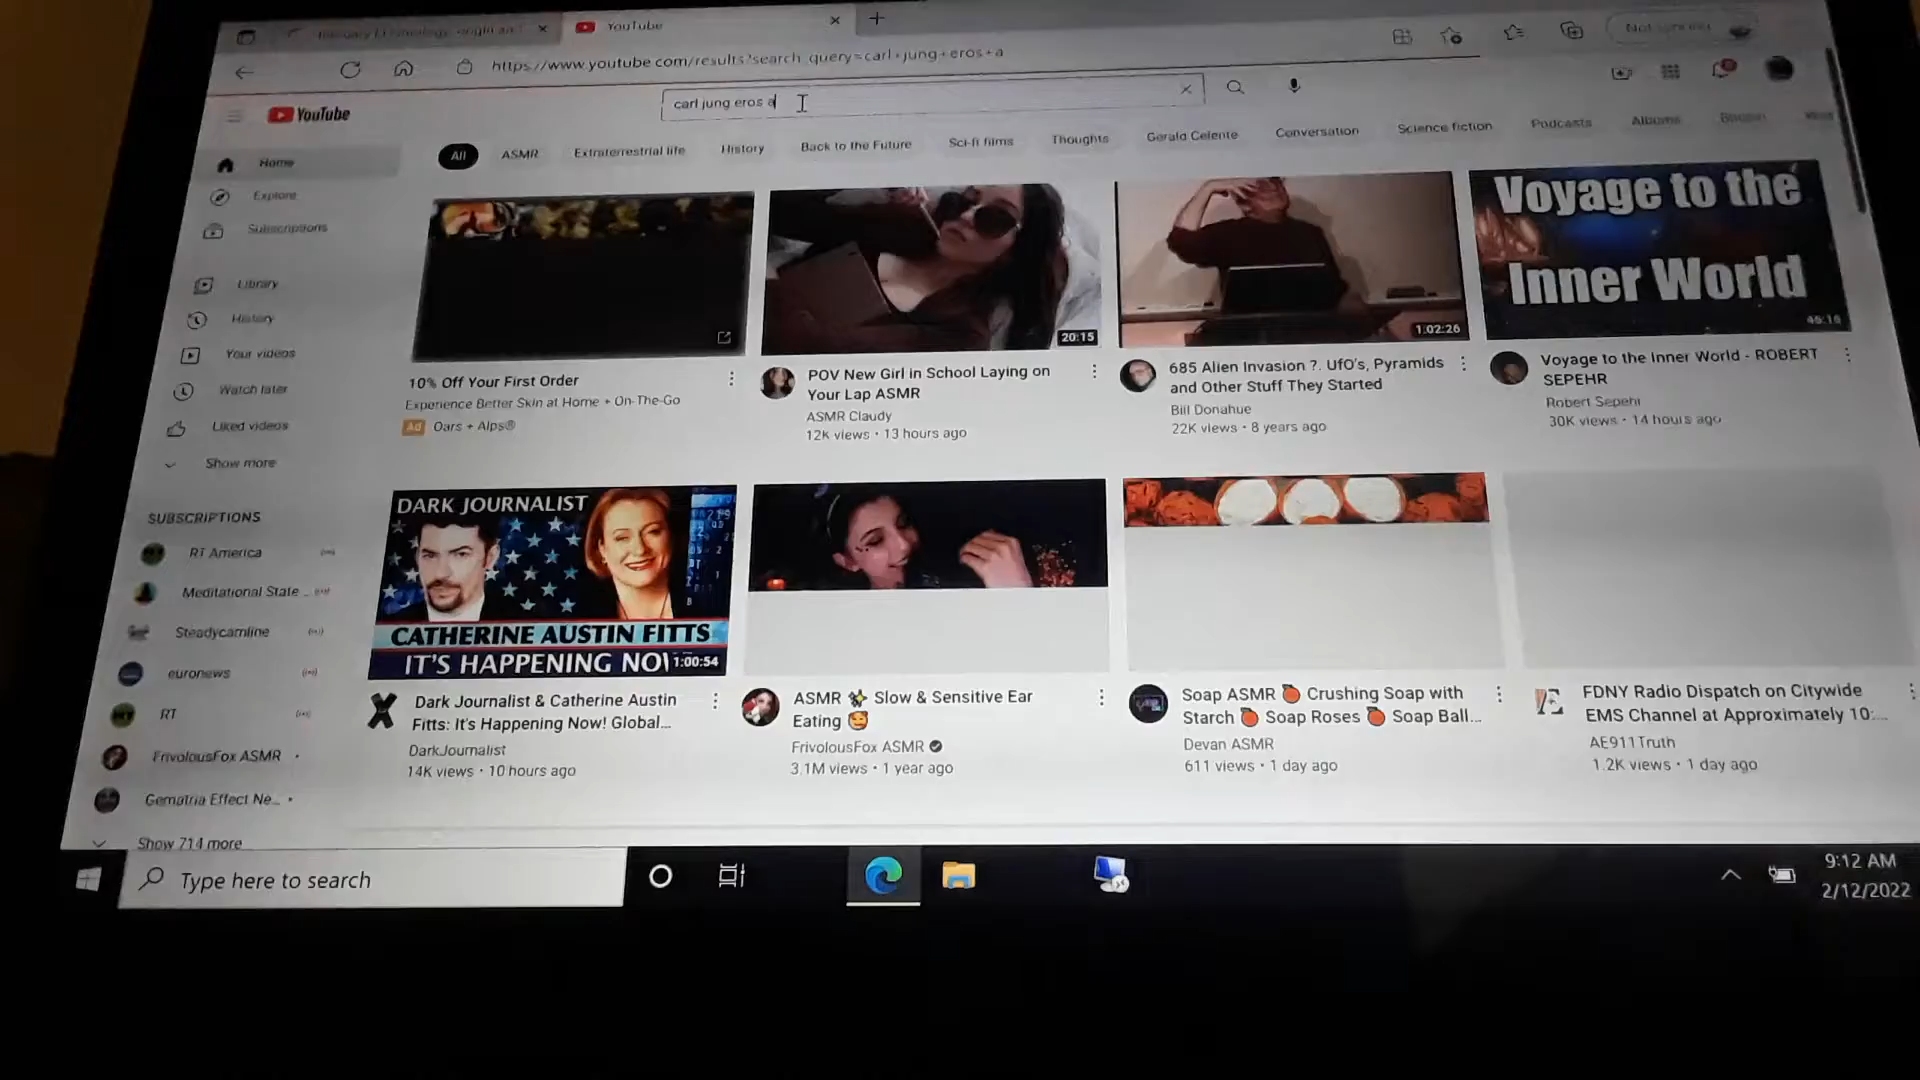 YouTube
https://www.youtube.com/results?search_query=carl+jung+eros+a
YouTube
carl jung eros a
All
ASMR
Extraterrestrial life
History
Back to the Future
Sci-fi films
Thoughts
Gerald Celente
Conversation
Science fiction
Podcasts
Albums
Home
Explore
Subscriptions
Library
History
Your videos
Watch later
Liked videos
Show more
SUBSCRIPTIONS
RT America
Meditational State ...
Steadycamline
euronews
RT
FrivolousFox ASMR
Gematria Effect Ne...
Show 714 more
10% Off Your First Order
Experience Better Skin at Home + On-The-Go
Ad Oars + Alps®
20:15
POV New Girl in School Laying on
Your Lap ASMR
ASMR Claudy
12K views • 13 hours ago
1:02:26
685 Alien Invasion ?. UfO's, Pyramids
and Other Stuff They Started
Bill Donahue
22K views • 8 years ago
Voyage to the
Inner World
Voyage to the Inner World - ROBERT
SEPEHR
Robert Sepehr
30K views • 14 hours ago
DARK JOURNALIST
CATHERINE AUSTIN FITTS
IT'S HAPPENING NO
1:00:54
Dark Journalist & Catherine Austin
Fitts: It's Happening Now! Global...
DarkJournalist
14K views • 10 hours ago
ASMR ✨ Slow & Sensitive Ear
Eating 🥰
FrivolousFox ASMR
3.1M views • 1 year ago
Soap ASMR 🍊 Crushing Soap with
Starch 🍊 Soap Roses 🍊 Soap Ball...
Devan ASMR
611 views • 1 day ago
FDNY Radio Dispatch on Citywide
EMS Channel at Approximately 10:...
AE911Truth
1.2K views • 1 day ago
Type here to search
9:12 AM
2/12/2022